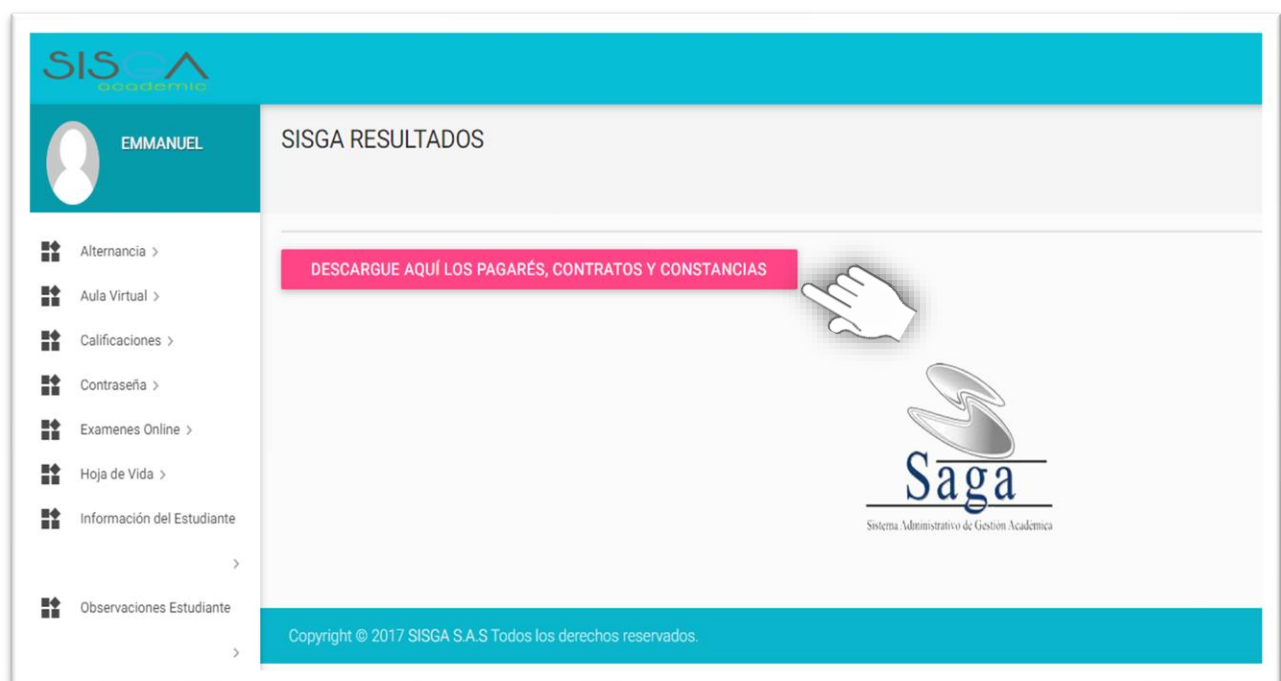 SISGA
academic
EMMANUEL
SISGA RESULTADOS
Alternancia >
Aula Virtual >
Calificaciones >
Contraseña >
Examenes Online >
Hoja de Vida >
Información del Estudiante
>
Observaciones Estudiante
>
DESCARGUE AQUÍ LOS PAGARÉS, CONTRATOS Y CONSTANCIAS
Saga
Sistema Administrativo de Gestión Académica
Copyright © 2017 SISGA S.A.S Todos los derechos reservados.